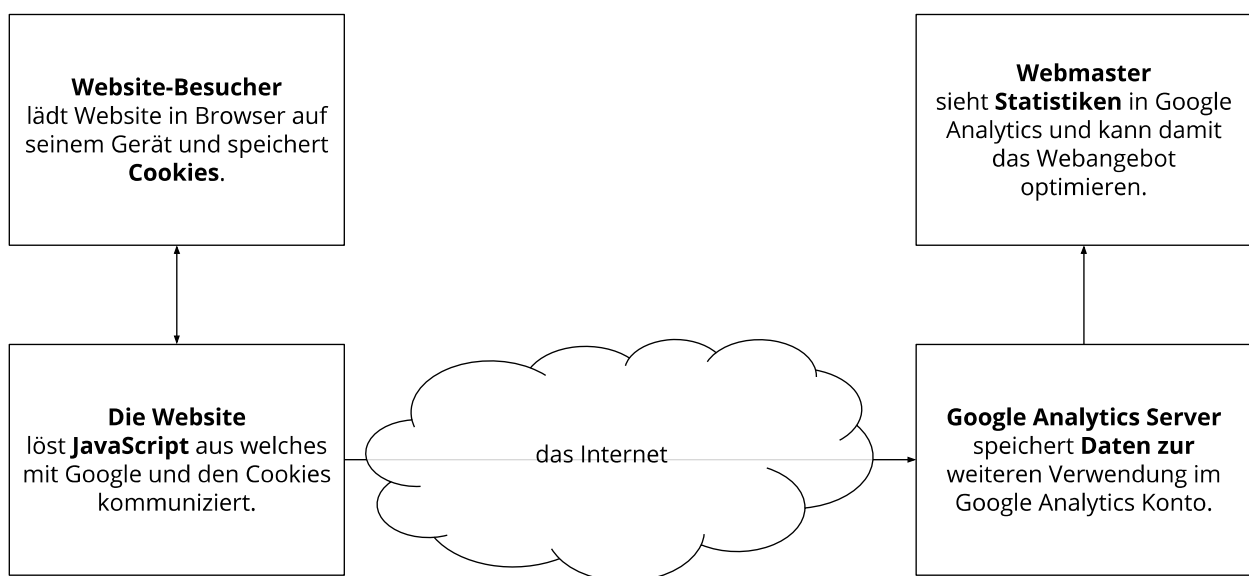 Website-Besucher
lädt Website in Browser auf
seinem Gerät und speichert
Cookies.
Webmaster
sieht Statistiken in Google
Analytics und kann damit
das Webangebot
optimieren.
Die Website
löst JavaScript aus welches
mit Google und den Cookies
kommuniziert.
das Internet
Google Analytics Server
speichert Daten zur
weiteren Verwendung im
Google Analytics Konto.